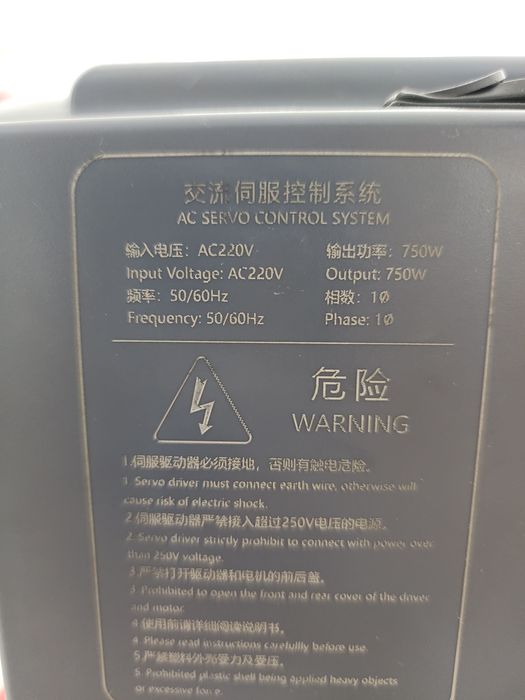 交流伺服控制系统
AC SERVO CONTROL SYSTEM
输入电压：AC220V 输出功率：750W
Input Voltage: AC220V Output: 750W
频率：50/60Hz 相数：1Ø
Frequency: 50/60Hz Phase: 1Ø
危险
WARNING
1.伺服驱动器必须接地，否则有触电危险。
1. Servo driver must connect earth wire, otherwise will
cause risk of electric shock.
2.伺服驱动器严禁接入超过250V电压的电源。
2. Servo driver strictly prohibit to connect with power over
than 250V voltage.
3.严禁打开驱动器和电机的前后盖。
3. Prohibited to open the front and rear cover of the driver
and motor.
4.使用前请详细阅读说明书。
4. Please read instructions carefullly before use.
5.严禁塑料外壳受力及受压。
5. Prohibited plastic shell being applied heavy objects
or excessive force.